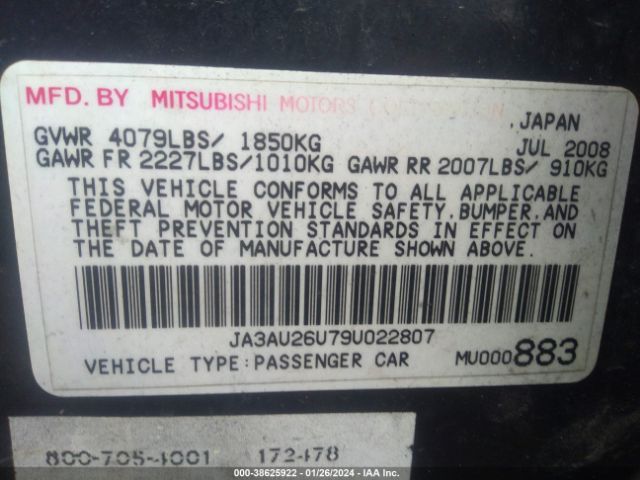 MFD. BY MITSUBISHI MOTORS CORPORATION
, JAPAN
GVWR 4079LBS/ 1850KG JUL 2008
GAWR FR 2227LBS/1010KG GAWR RR 2007LBS/ 910KG
THIS VEHICLE CONFORMS TO ALL APPLICABLE
FEDERAL MOTOR VEHICLE SAFETY, BUMPER, AND
THEFT PREVENTION STANDARDS IN EFFECT ON
THE DATE OF MANUFACTURE SHOWN ABOVE.
JA3AU26U79U022807
VEHICLE TYPE:PASSENGER CAR MU000883
800-705-4001 172478
000-38625922 - 01/26/2024 - IAA Inc.